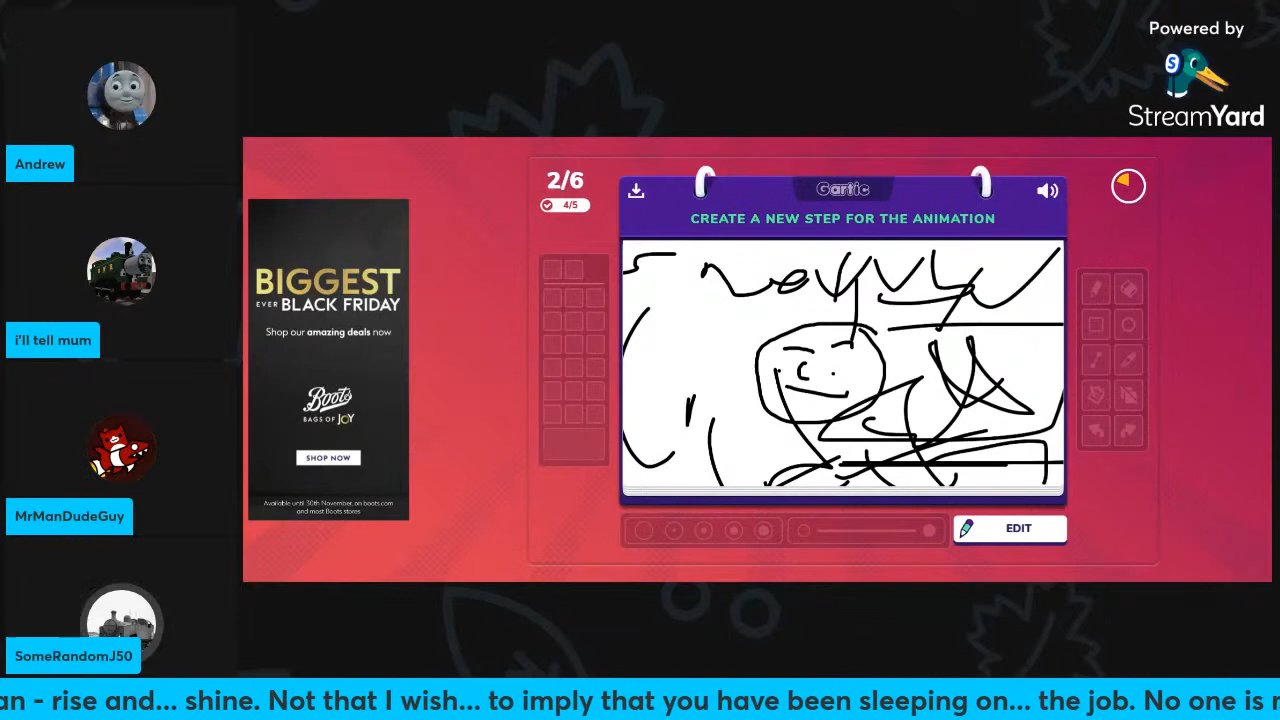 Powered by
StreamYard
Andrew
i'll tell mum
MrManDudeGuy
SomeRandomJ50
2/6
4/5
Gartic
CREATE A NEW STEP FOR THE ANIMATION
BIGGEST
EVER BLACK FRIDAY
Shop our amazing deals now
Boots
BAGS OF JOY
SHOP NOW
Available until 30th November, on boots.com
and most Boots stores
EDIT
an - rise and... shine. Not that I wish... to imply that you have been sleeping on... the job. No one is